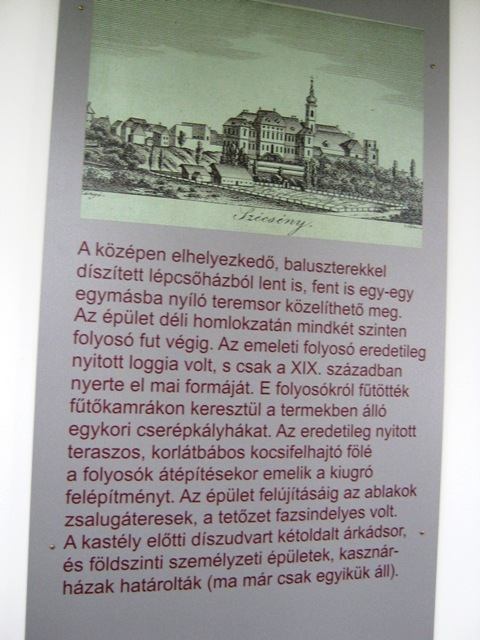 Szécsény.
A középen elhelyezkedő, baluszterekkel
díszített lépcsőházból lent is, fent is egy-egy
egymásba nyíló teremsor közelíthető meg.
Az épület déli homlokzatán mindkét szinten
folyosó fut végig. Az emeleti folyosó eredetileg
nyitott loggia volt, s csak a XIX. században
nyerte el mai formáját. E folyosókról fűtötték
fűtőkamrákon keresztül a termekben álló
egykori cserépkályhákat. Az eredetileg nyitott
teraszos, korlátbábos kocsifelhajtó fölé
a folyosók átépítésekor emelik a kiugró
felépítményt. Az épület felújításáig az ablakok
zsalugáteresek, a tetőzet fazsindelyes volt.
A kastély előtti díszudvart kétoldalt árkádsor,
és földszinti személyzeti épületek, kasznár-
házak határolták (ma már csak egyikük áll).